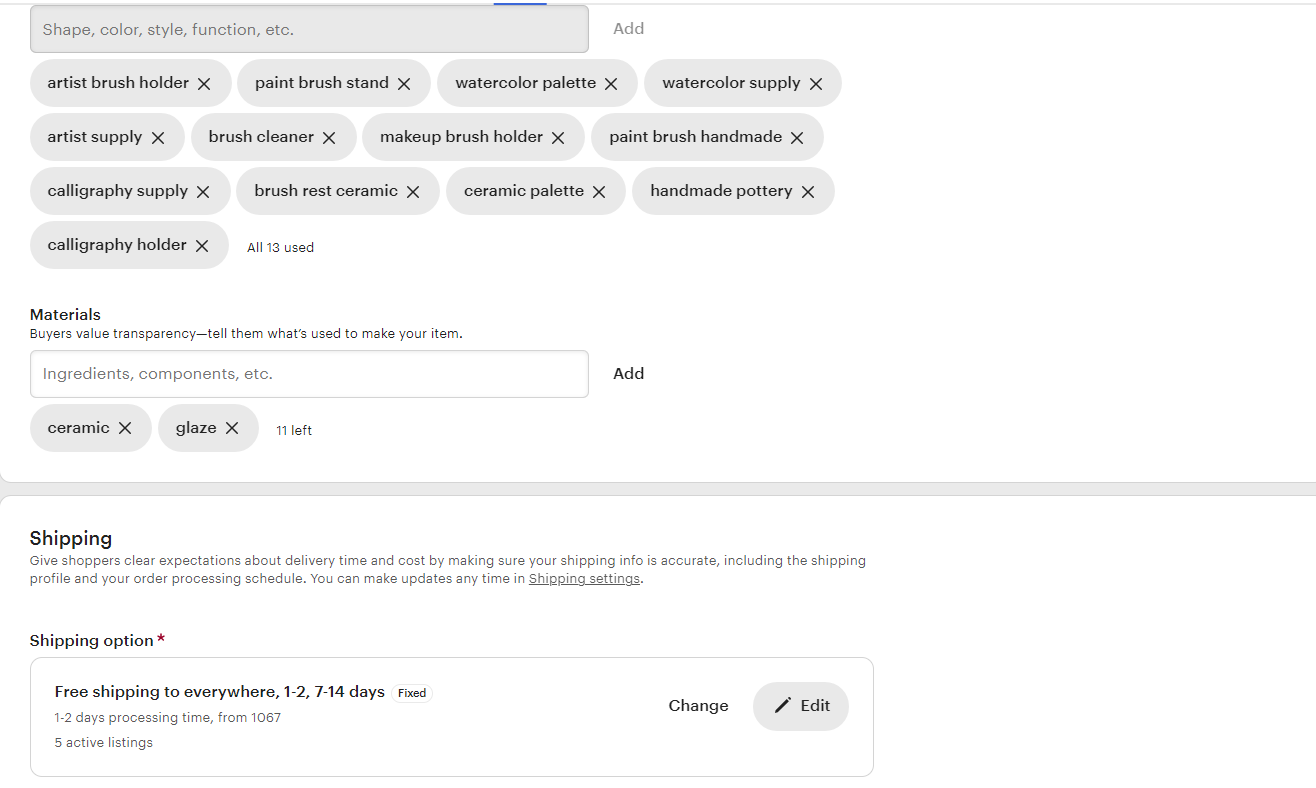 Shape, color, style, function, etc. Add
artist brush holder paint brush stand watercolor palette watercolor supply
artist supply brush cleaner makeup brush holder paint brush handmade
calligraphy supply brush rest ceramic ceramic palette handmade pottery
calligraphy holder All 13 used
Materials
Buyers value transparency—tell them what's used to make your item.
Ingredients, components, etc. Add
ceramic glaze 11 left
Shipping
Give shoppers clear expectations about delivery time and cost by making sure your shipping info is accurate, including the shipping
profile and your order processing schedule. You can make updates any time in Shipping settings.
Shipping option*
Free shipping to everywhere, 1-2, 7-14 days Fixed
Change Edit
1-2 days processing time, from 1067
5 active listings